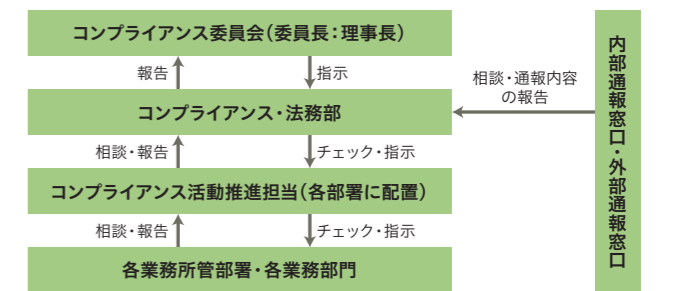 コンプライアンス委員会（委員長：理事長）
報告
指示
コンプライアンス・法務部
相談・報告
チェック・指示
コンプライアンス活動推進担当（各部署に配置）
相談・報告
チェック・指示
各業務所管部署・各業務部門
相談・通報内容
の報告
内部通報窓口・外部通報窓口